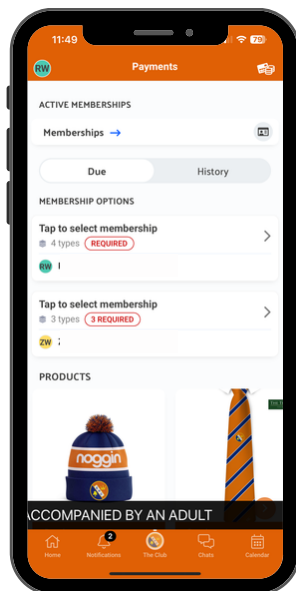 11:49 79
RW Payments
ACTIVE MEMBERSHIPS
Memberships →
Due History
MEMBERSHIP OPTIONS
Tap to select membership
4 types REQUIRED
RW
Tap to select membership
3 types 3 REQUIRED
ZW
PRODUCTS
noggin
ACCOMPANIED BY AN ADULT
2
Home Notifications The Club Chats Calendar